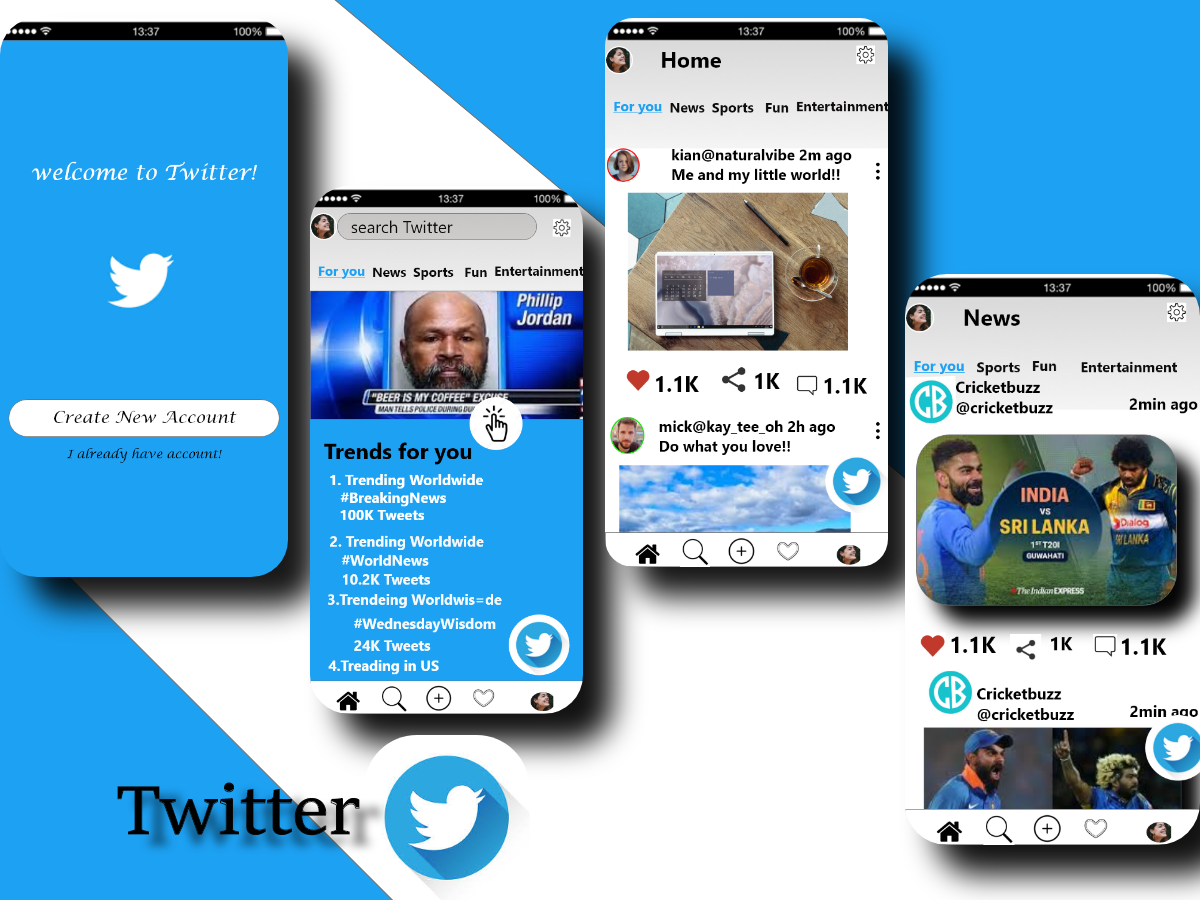 13:37
100%
welcome to Twitter!
Create New Account
I already have account!
13:37
100%
search Twitter
For you News Sports Fun Entertainment
Phillip
Jordan
"BEER IS MY COFFEE" EXCUSE
MAN TELLS POLICE DURING DUI
Trends for you
1. Trending Worldwide
#BreakingNews
100K Tweets
2. Trending Worldwide
#WorldNews
10.2K Tweets
3.Trendeing Worldwis=de
#WednesdayWisdom
24K Tweets
4.Treading in US
13:37
100%
Home
For you News Sports Fun Entertainment
kian@naturalvibe 2m ago
Me and my little world!!
1.1K 1K 1.1K
mick@kay_tee_oh 2h ago
Do what you love!!
13:37
100%
News
For you Sports Fun Entertainment
CB
Cricketbuzz
@cricketbuzz
2min ago
INDIA
VS
SRI LANKA
1ST T20I
GUWAHATI
Dialog
SRI LANKA
The Indian EXPRESS
1.1K 1K 1.1K
CB
Cricketbuzz
@cricketbuzz
2min ago
Twitter